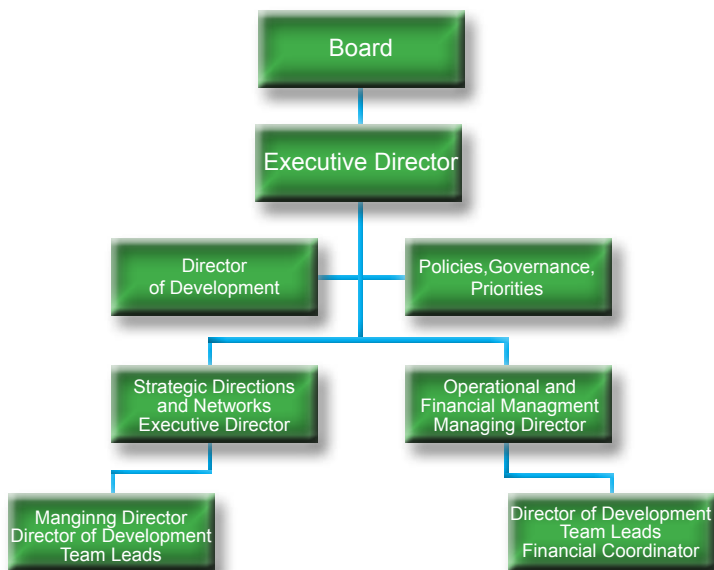 Board
Executive Director
Director
of Development
Policies,Governance,
Priorities
Strategic Directions
and Networks
Executive Director
Operational and
Financial Managment
Managing Director
Manginng Director
Director of Development
Team Leads
Director of Development
Team Leads
Financial Coordinator